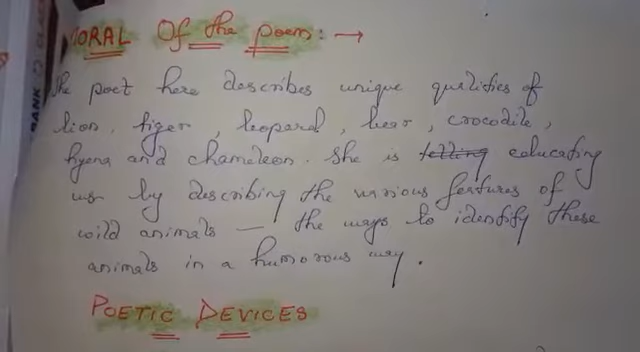 MORAL Of the poem: →
The poet here describes unique qualities of
lion, tiger, leopard, bear, crocodile,
hyena and chameleon. She is telling educating
us by describing the various features of
wild animals — the ways to identify these
animals in a humorous way.
POETIC DEVICES